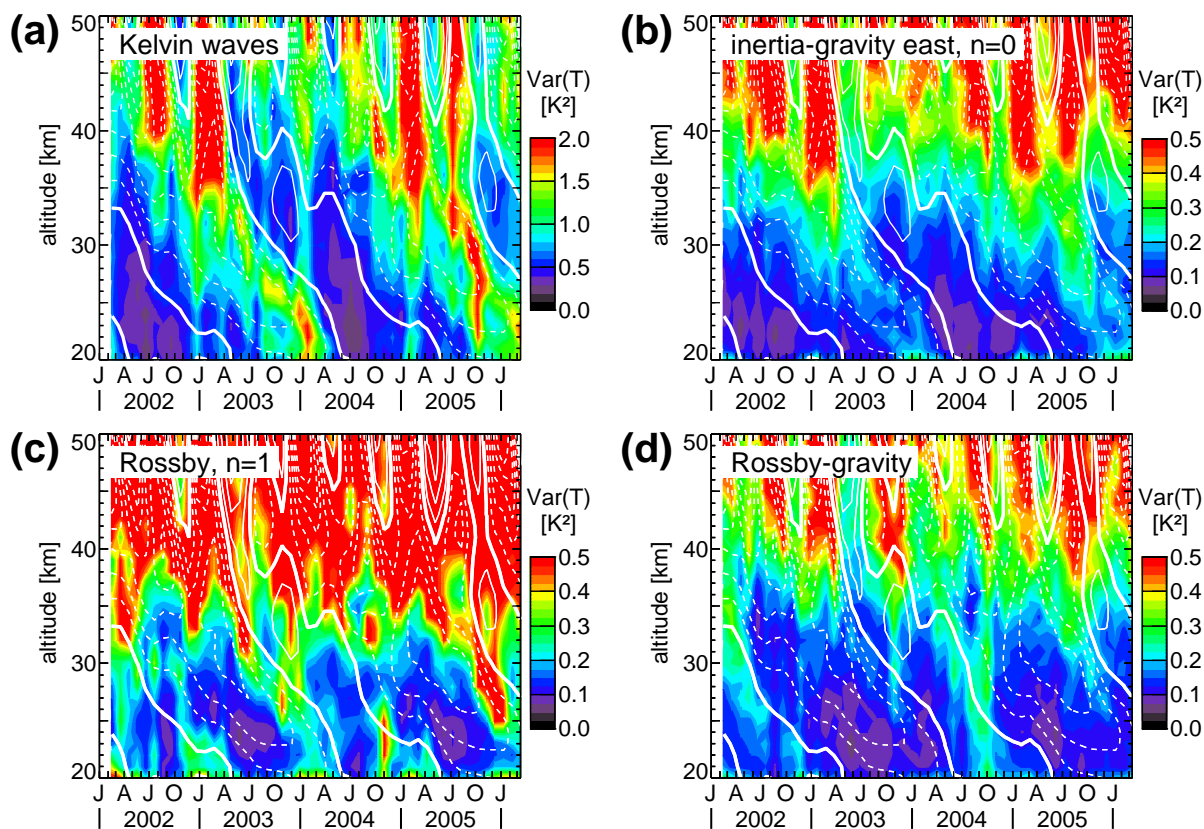 (a)
Kelvin waves
50
40
30
20
altitude [km]
J A J O J A J O J A J O J A J O J
| 2002 | 2003 | 2004 | 2005 |
Var(T)
[K²]
2.0
1.5
1.0
0.5
0.0
(b)
inertia-gravity east, n=0
50
40
30
20
altitude [km]
J A J O J A J O J A J O J A J O J
| 2002 | 2003 | 2004 | 2005 |
Var(T)
[K²]
0.5
0.4
0.3
0.2
0.1
0.0
(c)
Rossby, n=1
50
40
30
20
altitude [km]
J A J O J A J O J A J O J A J O J
| 2002 | 2003 | 2004 | 2005 |
Var(T)
[K²]
0.5
0.4
0.3
0.2
0.1
0.0
(d)
Rossby-gravity
50
40
30
20
altitude [km]
J A J O J A J O J A J O J A J O J
| 2002 | 2003 | 2004 | 2005 |
Var(T)
[K²]
0.5
0.4
0.3
0.2
0.1
0.0